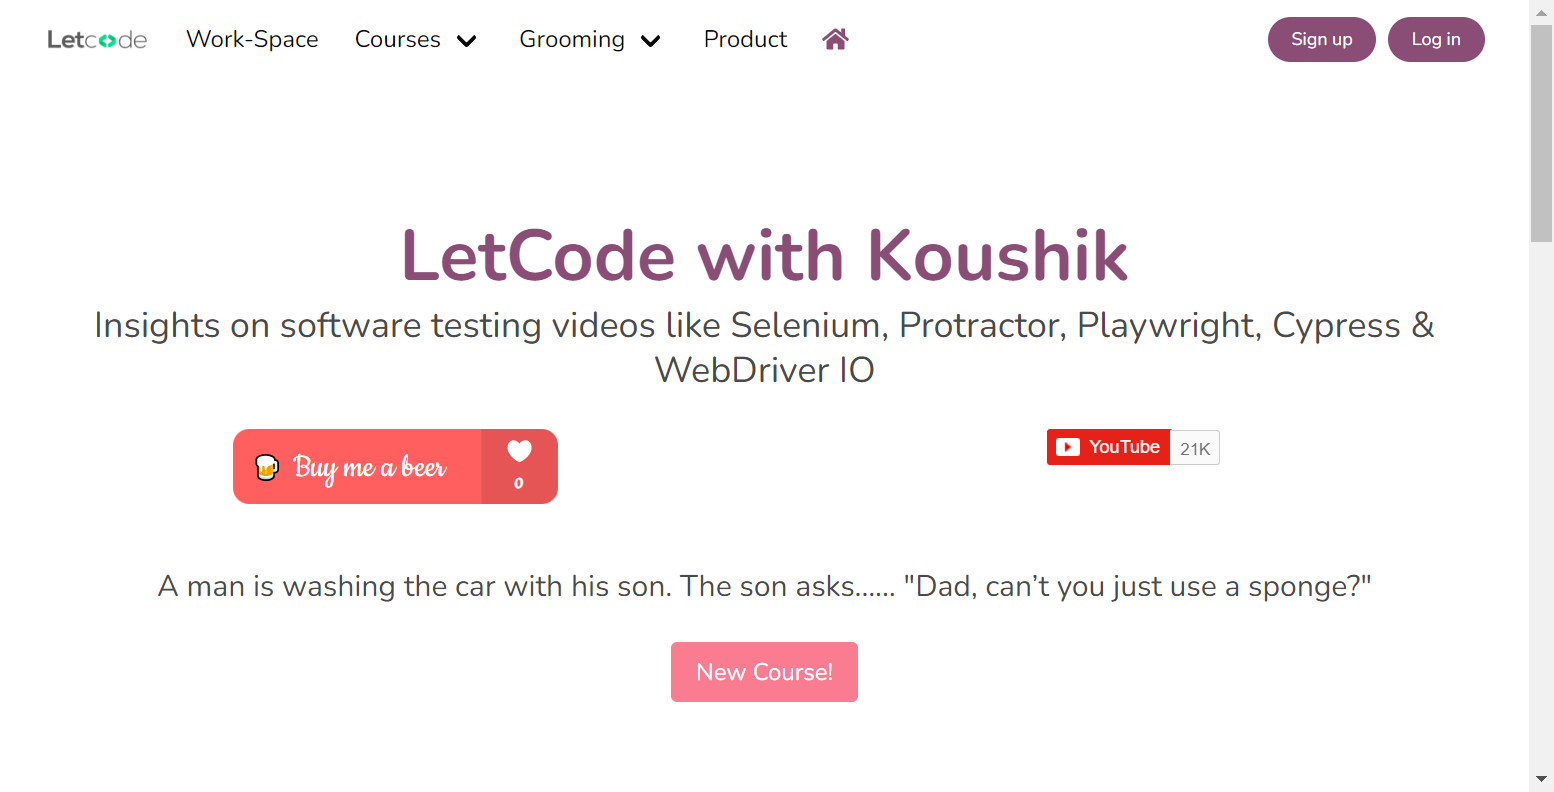 Letcode Work-Space Courses Grooming Product Sign up Log in
LetCode with Koushik
Insights on software testing videos like Selenium, Protractor, Playwright, Cypress &
WebDriver IO
Buy me a beer 0
YouTube 21K
A man is washing the car with his son. The son asks...... "Dad, can’t you just use a sponge?"
New Course!